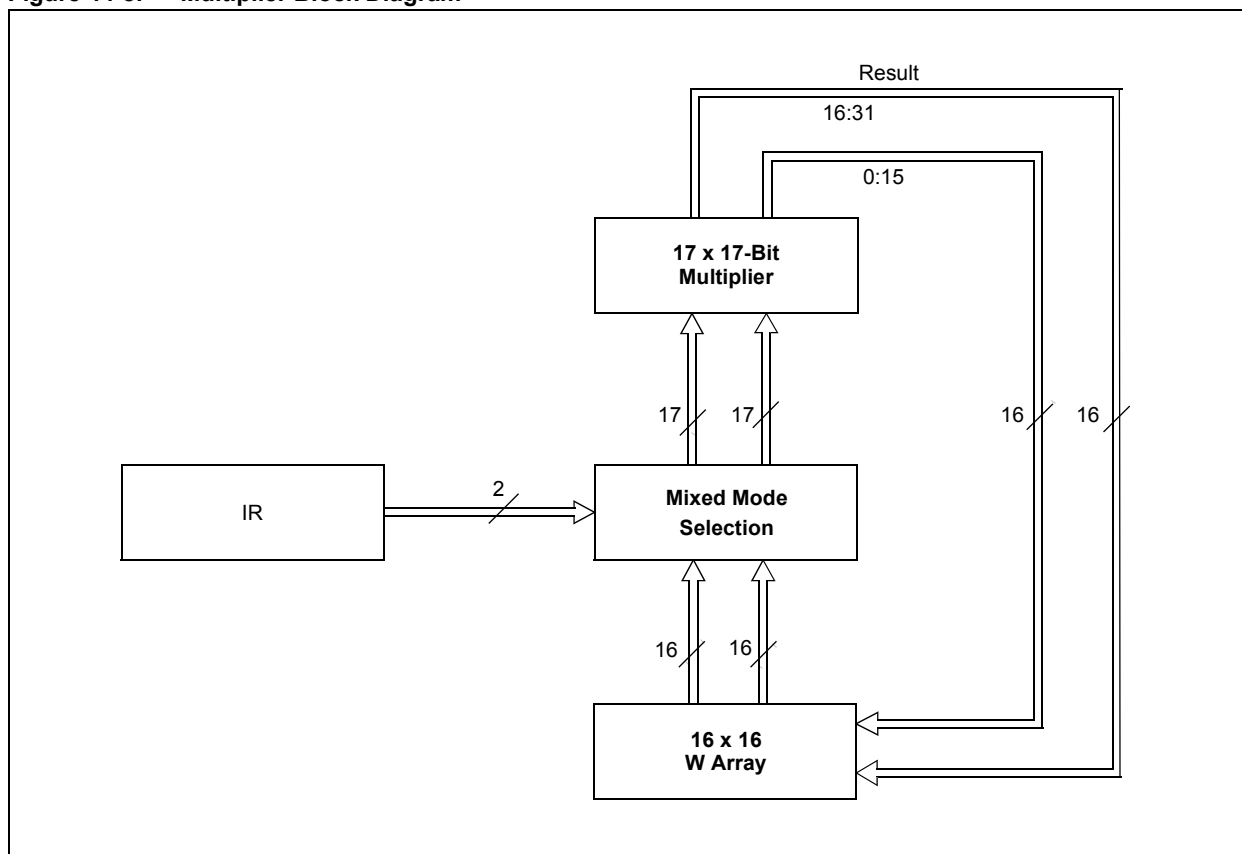 Result
16:31
0:15
17 x 17-Bit
Multiplier
17
17
16
16
IR
2
Mixed Mode
Selection
16
16
16 x 16
W Array